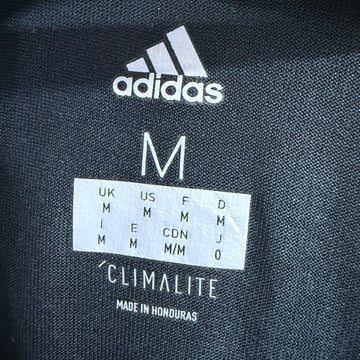 adidas
M
UK US F D
M M M M
I E CDN J
M M M/M O
CLIMALITE
MADE IN HONDURAS